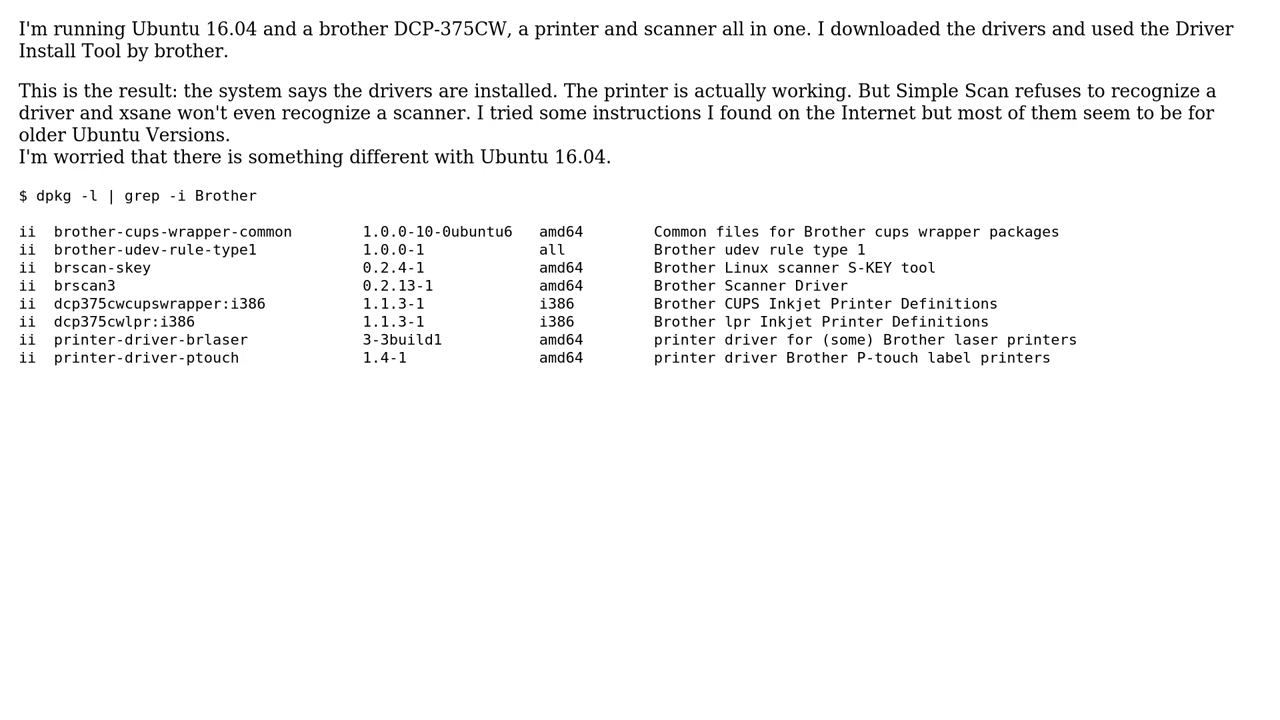 I'm running Ubuntu 16.04 and a brother DCP-375CW, a printer and scanner all in one. I downloaded the drivers and used the Driver
Install Tool by brother.
This is the result: the system says the drivers are installed. The printer is actually working. But Simple Scan refuses to recognize a
driver and xsane won't even recognize a scanner. I tried some instructions I found on the Internet but most of them seem to be for
older Ubuntu Versions.
I'm worried that there is something different with Ubuntu 16.04.
$ dpkg -l | grep -i Brother
ii  brother-cups-wrapper-common        1.0.0-10-0ubuntu6   amd64        Common files for Brother cups wrapper packages
ii  brother-udev-rule-type1            1.0.0-1             all          Brother udev rule type 1
ii  brscan-skey                        0.2.4-1             amd64        Brother Linux scanner S-KEY tool
ii  brscan3                            0.2.13-1            amd64        Brother Scanner Driver
ii  dcp375cwcupswrapper:i386           1.1.3-1             i386         Brother CUPS Inkjet Printer Definitions
ii  dcp375cwlpr:i386                   1.1.3-1             i386         Brother lpr Inkjet Printer Definitions
ii  printer-driver-brlaser             3-3build1           amd64        printer driver for (some) Brother laser printers
ii  printer-driver-ptouch              1.4-1               amd64        printer driver Brother P-touch label printers